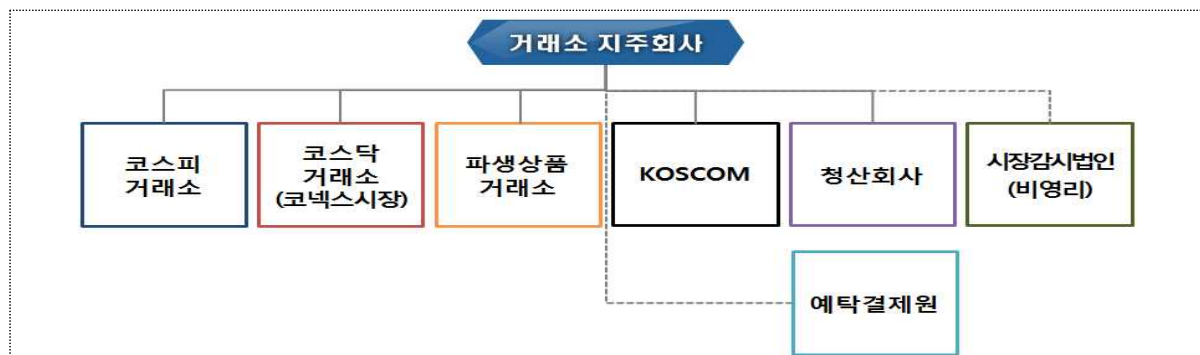 거래소 지주회사
코스피
거래소
코스닥
거래소
(코넥스시장)
파생상품
거래소
KOSCOM
청산회사
시장감시법인
(비영리)
예탁결제원